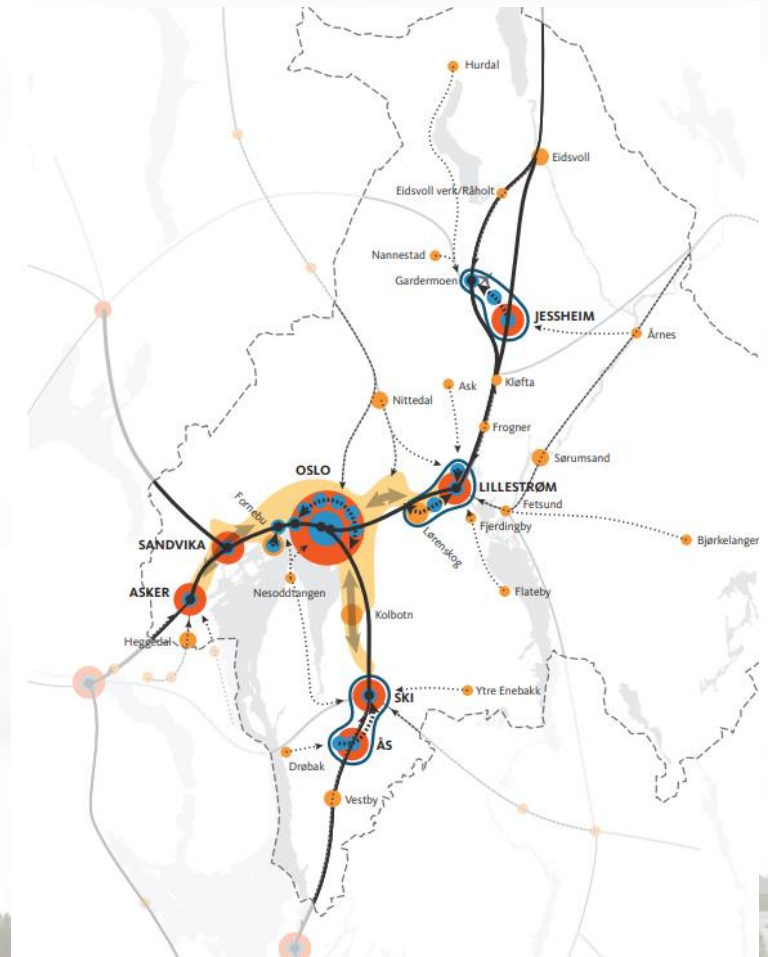 Hurdal
Eidsvoll
Eidsvoll verk/Råholt
Nannestad
Gardermoen
JESSHEIM
Årnes
Ask
Kløfta
Nittedal
Frogner
OSLO
Sørumsand
LILLESTRØM
Fornebu
Fetsund
Lørenskog
Fjerdingby
SANDVIKA
Bjørkelangen
ASKER
Nesoddtangen
Flateby
Kolbotn
Heggedal
SKI
Ytre Enebakk
ÅS
Drøbak
Vestby